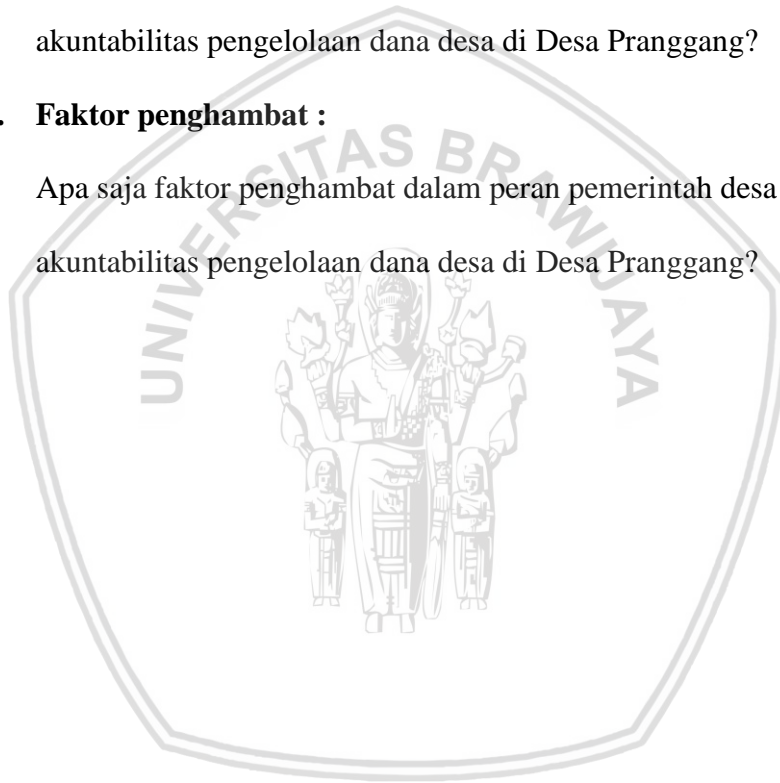 akuntabilitas pengelolaan dana desa di Desa Pranggang?
. Faktor penghambat :
Apa saja faktor penghambat dalam peran pemerintah desa
akuntabilitas pengelolaan dana desa di Desa Pranggang?
UNIVERSITAS BRAWIJAYA